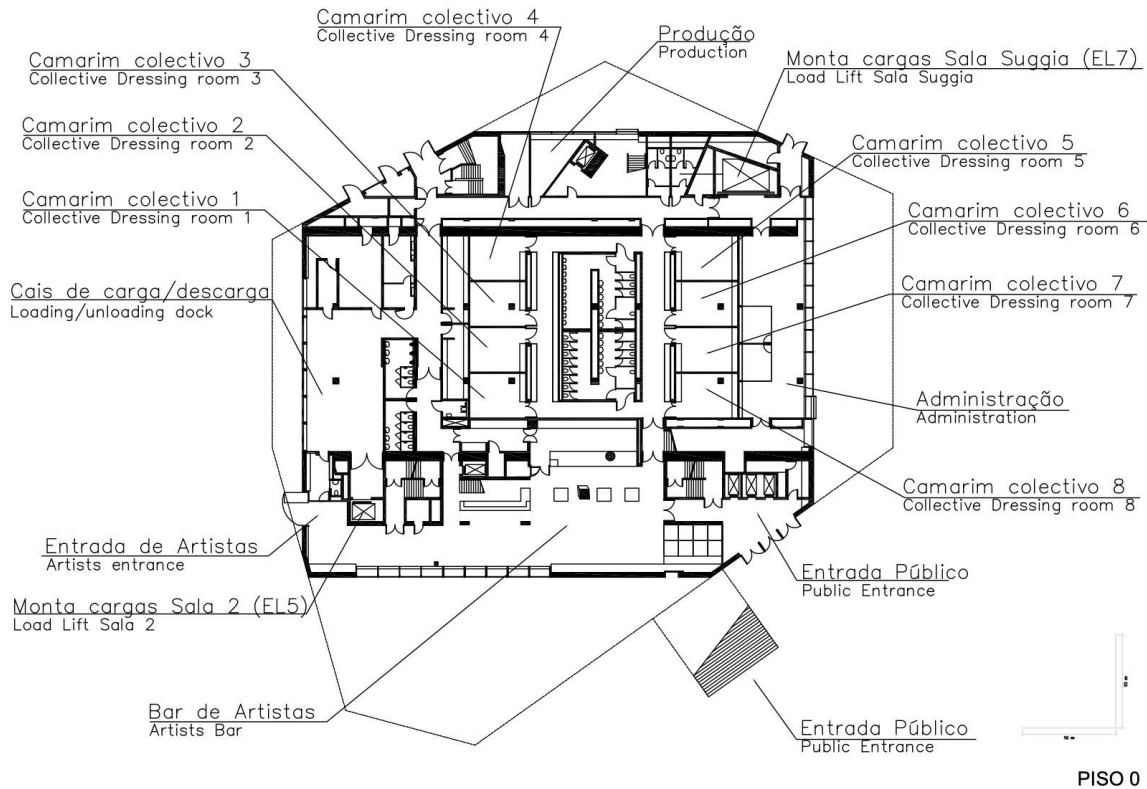 Camarim colectivo 4
Collective Dressing room 4
Produção
Production
Camarim colectivo 3
Collective Dressing room 3
Monta cargas Sala Suggia (EL7)
Load Lift Sala Suggia
Camarim colectivo 2
Collective Dressing room 2
Camarim colectivo 5
Collective Dressing room 5
Camarim colectivo 1
Collective Dressing room 1
Camarim colectivo 6
Collective Dressing room 6
Cais de carga/descarga
Loading/unloading dock
Camarim colectivo 7
Collective Dressing room 7
Administração
Administration
Camarim colectivo 8
Collective Dressing room 8
Entrada de Artistas
Artists entrance
Entrada Público
Public Entrance
Monta cargas Sala 2 (EL5)
Load Lift Sala 2
Bar de Artistas
Artists Bar
Entrada Público
Public Entrance
10 m
10 m
PISO 0